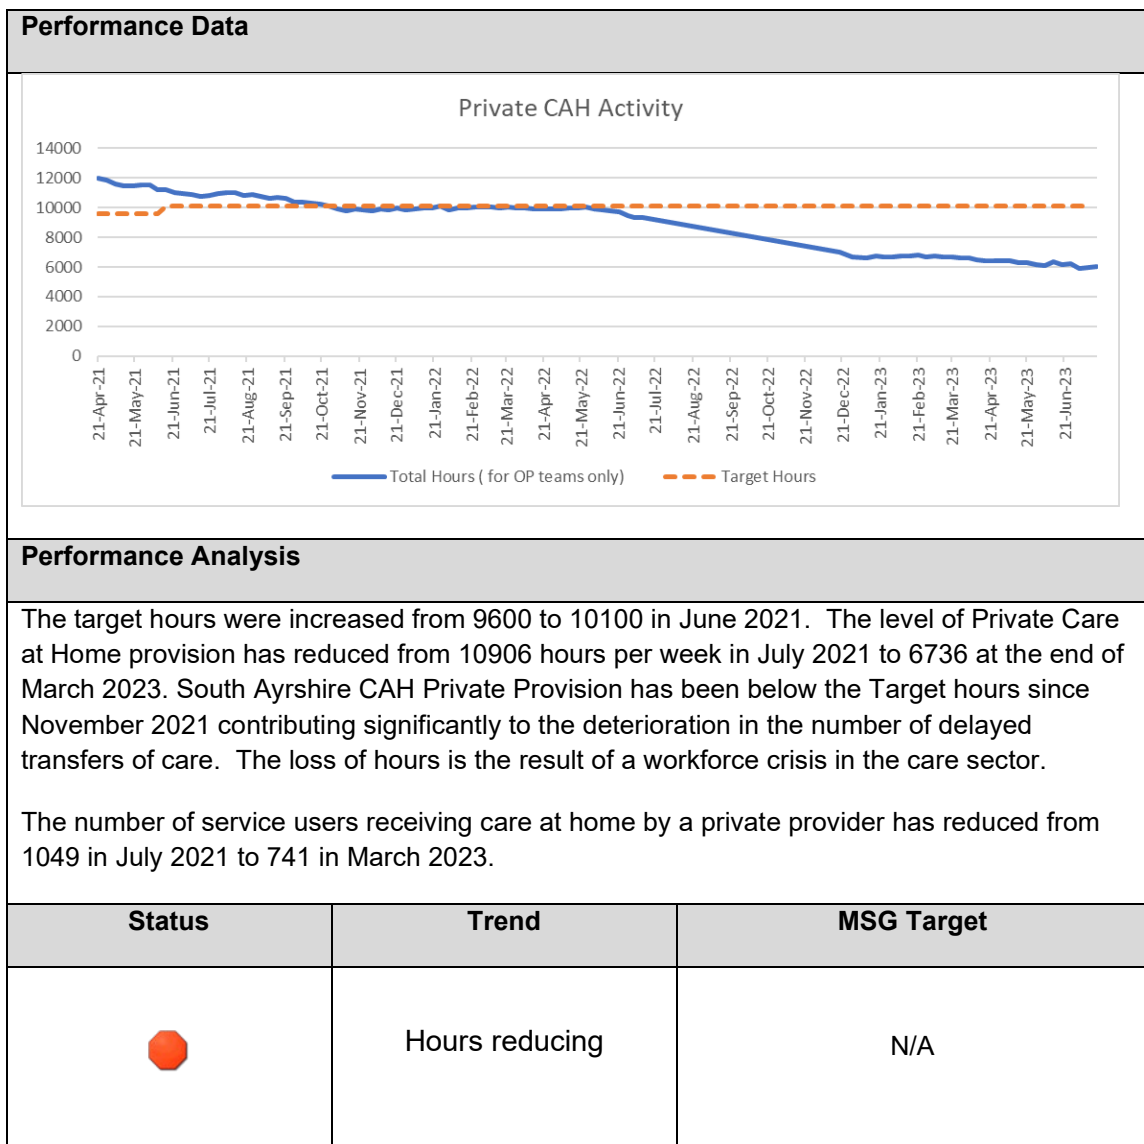 Performance Data
Private CAH Activity
14000
12000
10000
8000
6000
4000
2000
0
21-Apr-21
21-May-21
21-Jun-21
21-Jul-21
21-Aug-21
21-Sep-21
21-Oct-21
21-Nov-21
21-Dec-21
21-Jan-22
21-Feb-22
21-Mar-22
21-Apr-22
21-May-22
21-Jun-22
21-Jul-22
21-Aug-22
21-Sep-22
21-Oct-22
21-Nov-22
21-Dec-22
21-Jan-23
21-Feb-23
21-Mar-23
21-Apr-23
21-May-23
21-Jun-23
Total Hours ( for OP teams only)
Target Hours
Performance Analysis
The target hours were increased from 9600 to 10100 in June 2021.  The level of Private Care
at Home provision has reduced from 10906 hours per week in July 2021 to 6736 at the end of
March 2023. South Ayrshire CAH Private Provision has been below the Target hours since
November 2021 contributing significantly to the deterioration in the number of delayed
transfers of care.  The loss of hours is the result of a workforce crisis in the care sector.
The number of service users receiving care at home by a private provider has reduced from
1049 in July 2021 to 741 in March 2023.
Status
Trend
MSG Target
Hours reducing
N/A